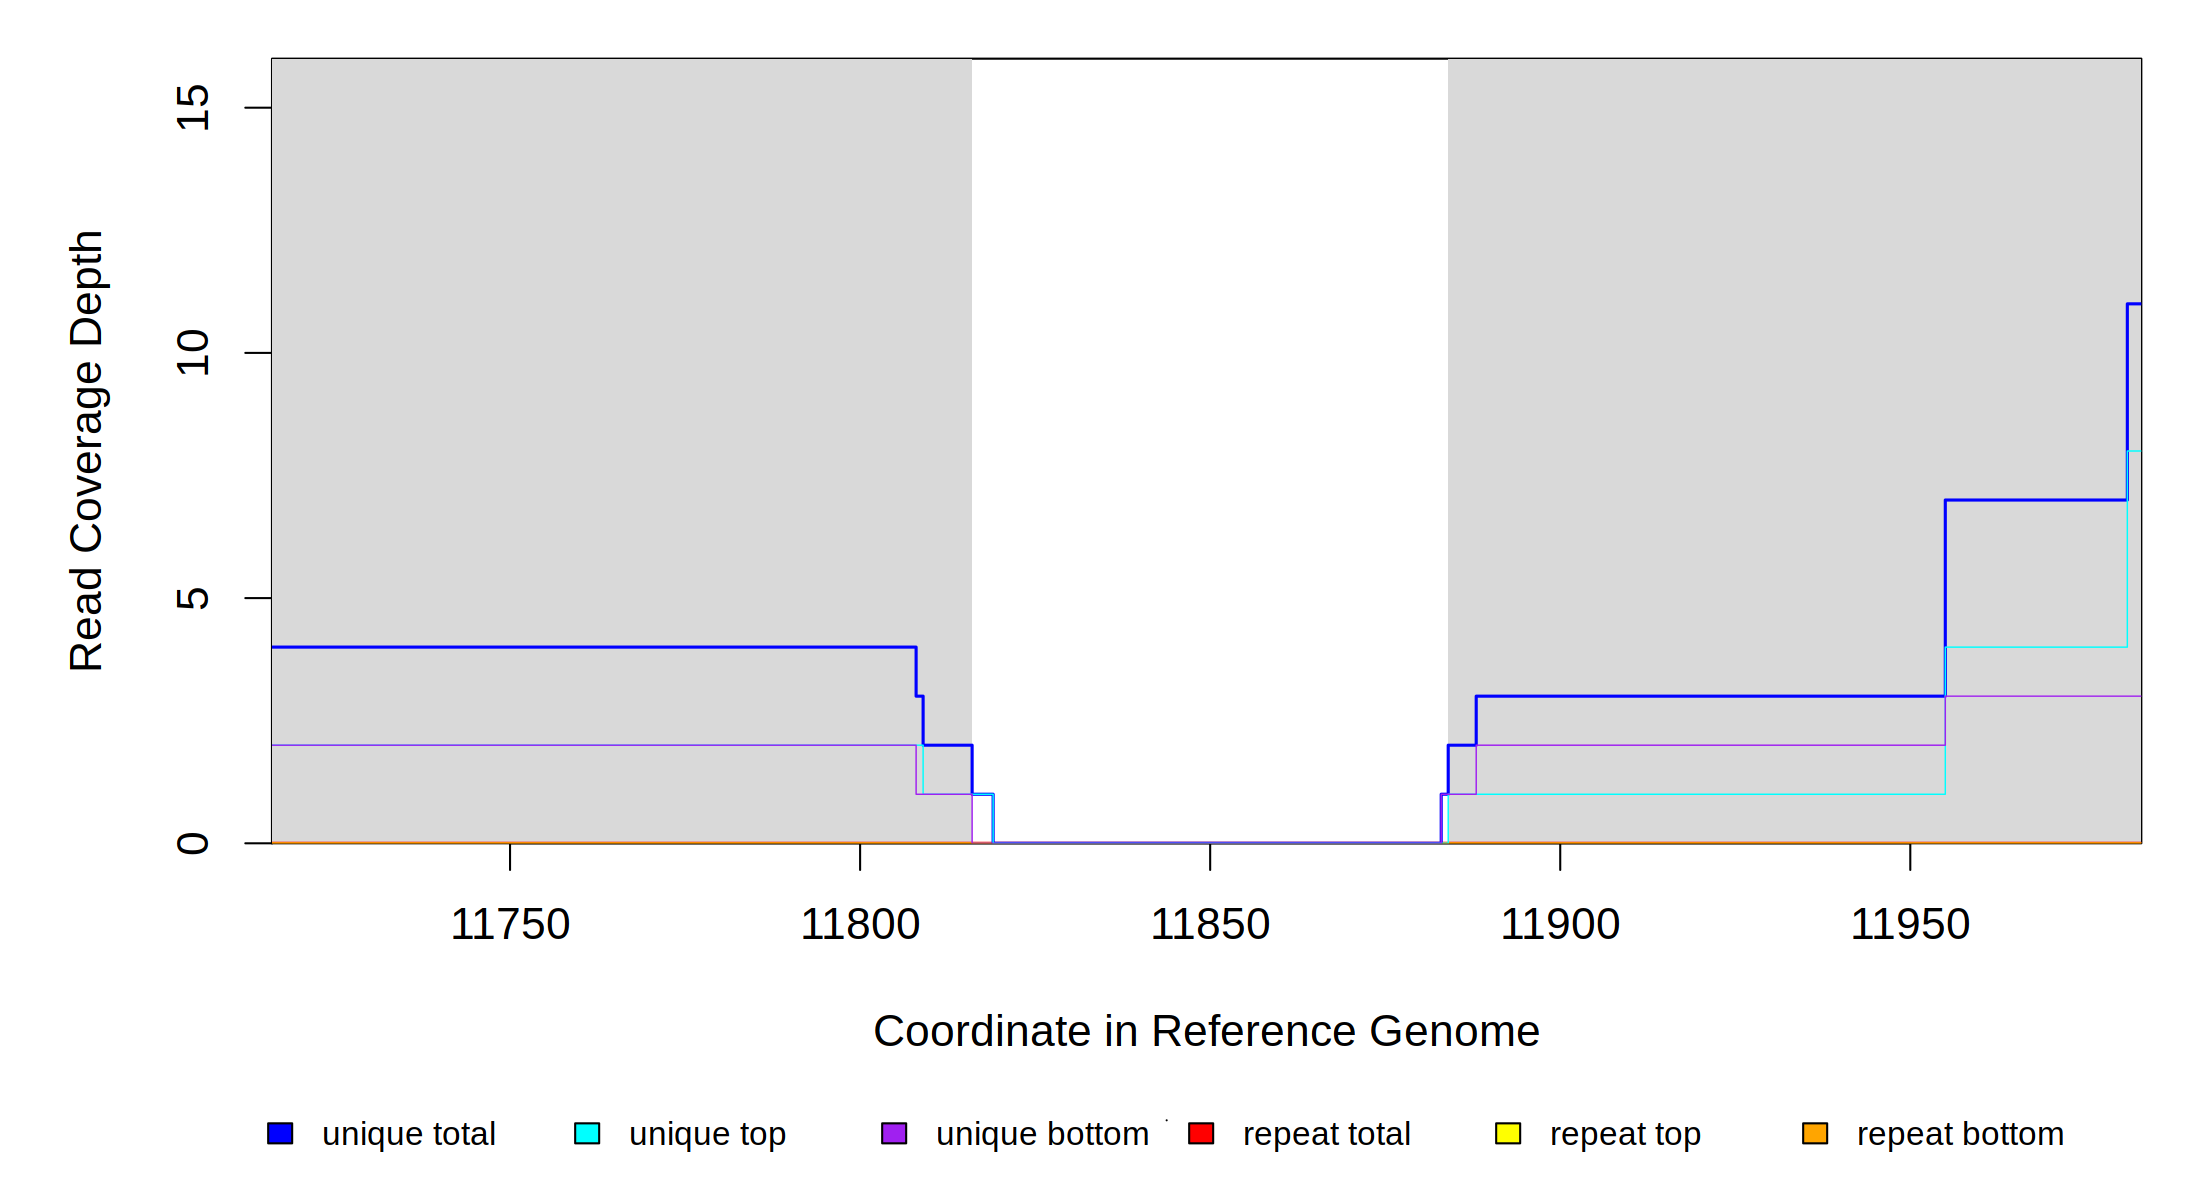 Read Coverage Depth
15
10
5
0
11750 11800 11850 11900 11950
Coordinate in Reference Genome
unique total unique top unique bottom repeat total repeat top repeat bottom